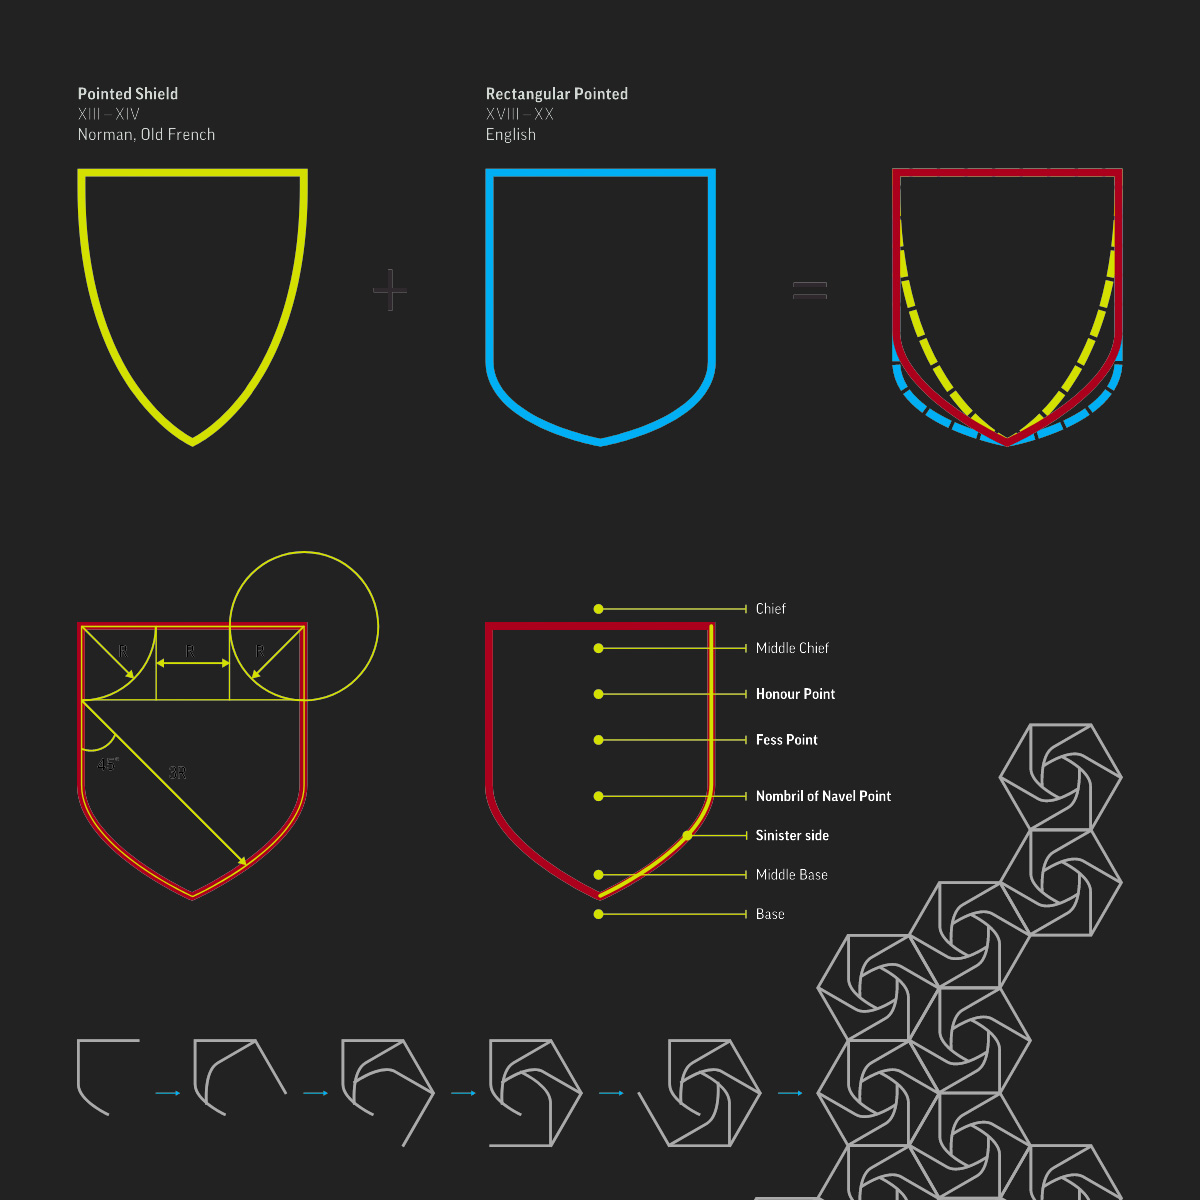 Pointed Shield
XIII – XIV
Norman, Old French
Rectangular Pointed
XVIII – XX
English
R
R
R
45°
3R
Chief
Middle Chief
Honour Point
Fess Point
Nombril of Navel Point
Sinister side
Middle Base
Base